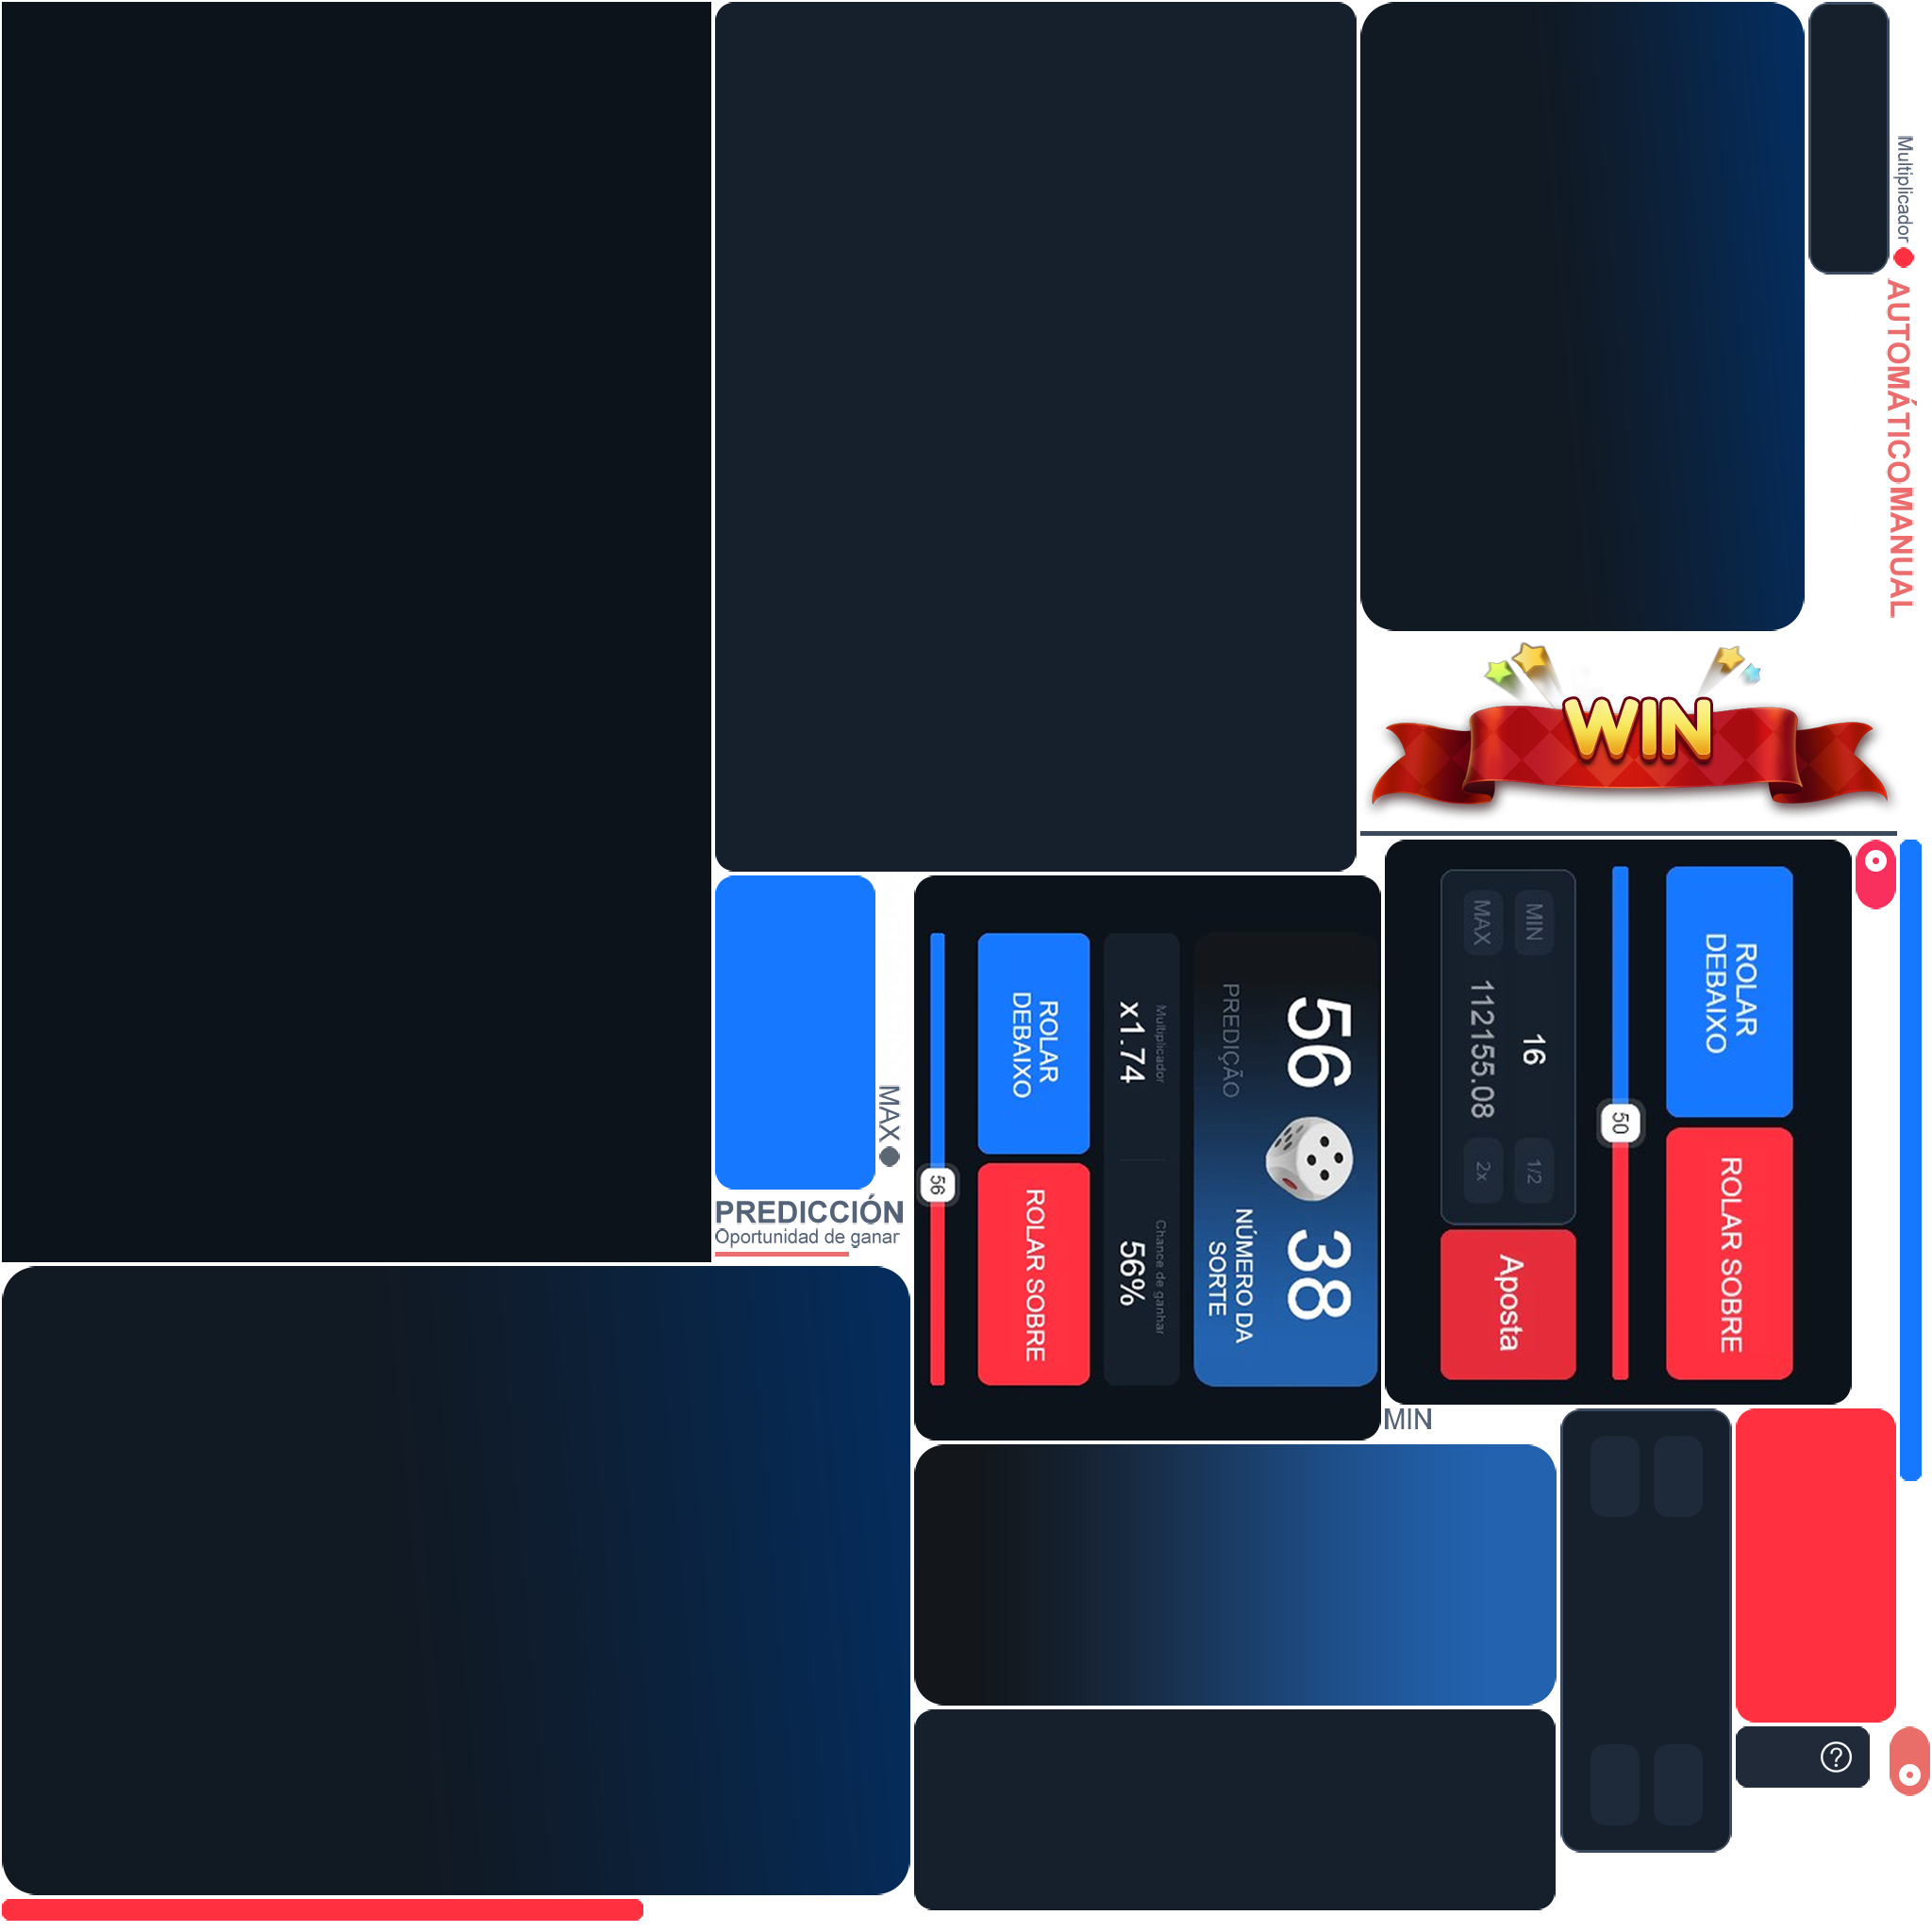 Multiplicador
AUTOMÁTICO
MANUAL
WIN
MAX
PREDICCIÓN
Oportunidad de ganar
56
38
PREDIÇÃO
NÚMERO DA
SORTE
Multiplicador
x1.74
Chance de ganhar
56%
ROLAR
DEBAIXO
ROLAR SOBRE
56
ROLAR
DEBAIXO
ROLAR SOBRE
50
MIN
16
1/2
MAX
112155.08
2x
Aposta
MIN
?